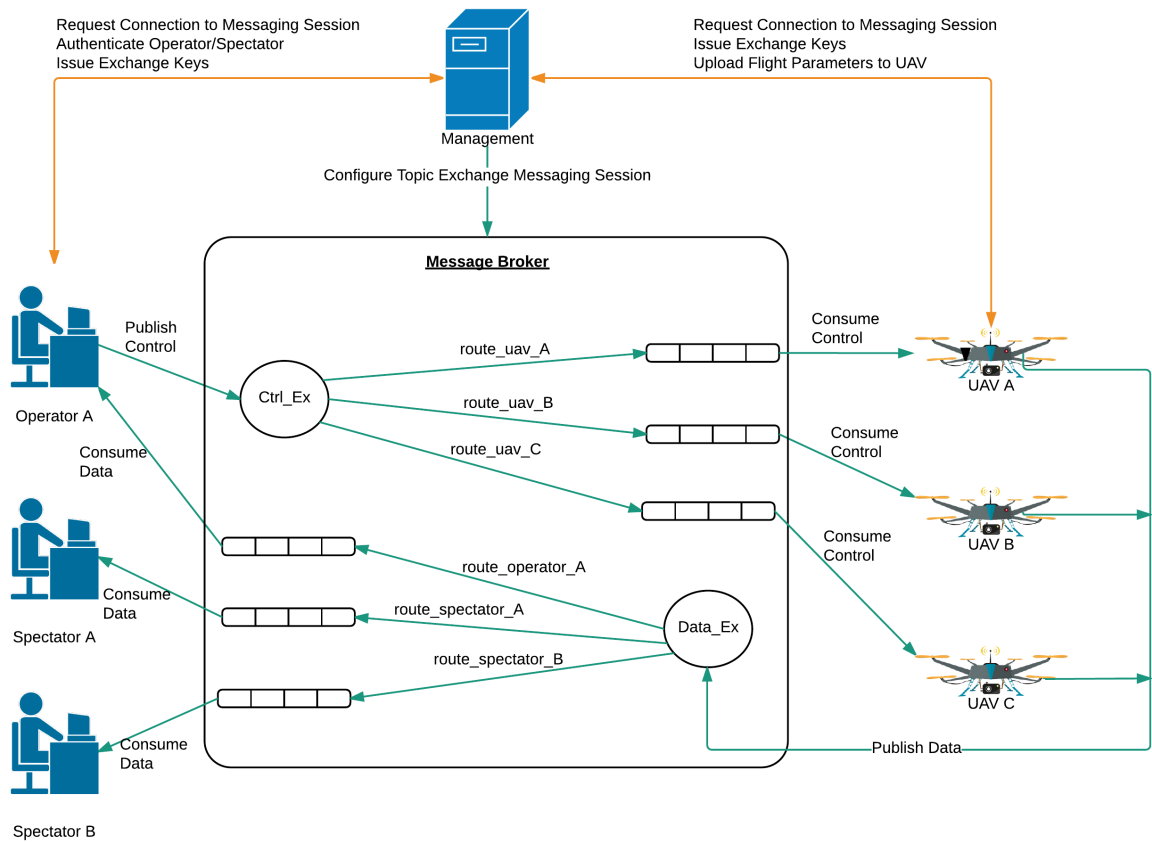 Request Connection to Messaging Session
Authenticate Operator/Spectator
Issue Exchange Keys
Request Connection to Messaging Session
Issue Exchange Keys
Upload Flight Parameters to UAV
Management
Configure Topic Exchange Messaging Session
Message Broker
Publish
Control
Operator A
Consume
Data
Spectator A
Consume
Data
Spectator B
Consume
Data
Ctrl_Ex
route_uav_A
route_uav_B
route_uav_C
route_operator_A
route_spectator_A
route_spectator_B
Data_Ex
Consume
Control
UAV A
Consume
Control
UAV B
Consume
Control
UAV C
Publish Data